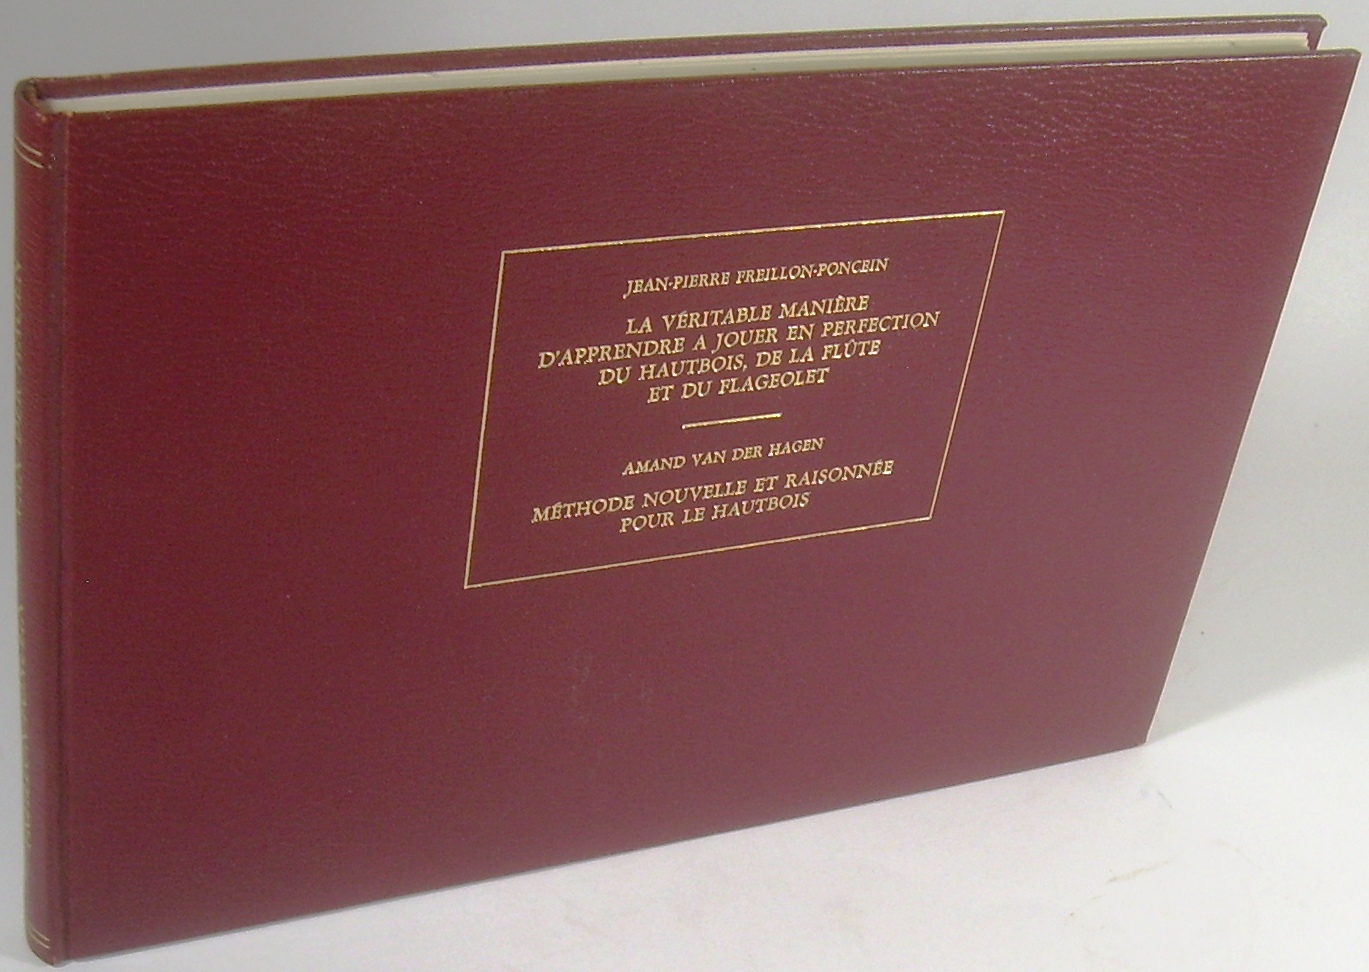 JEAN-PIERRE FREILLON-PONCEIN
LA VÉRITABLE MANIÈRE
D'APPRENDRE A JOUER EN PERFECTION
DU HAUTBOIS, DE LA FLÛTE
ET DU FLAGEOLET
AMAND VAN DER HAGEN
MÉTHODE NOUVELLE ET RAISONNÉE
POUR LE HAUTBOIS